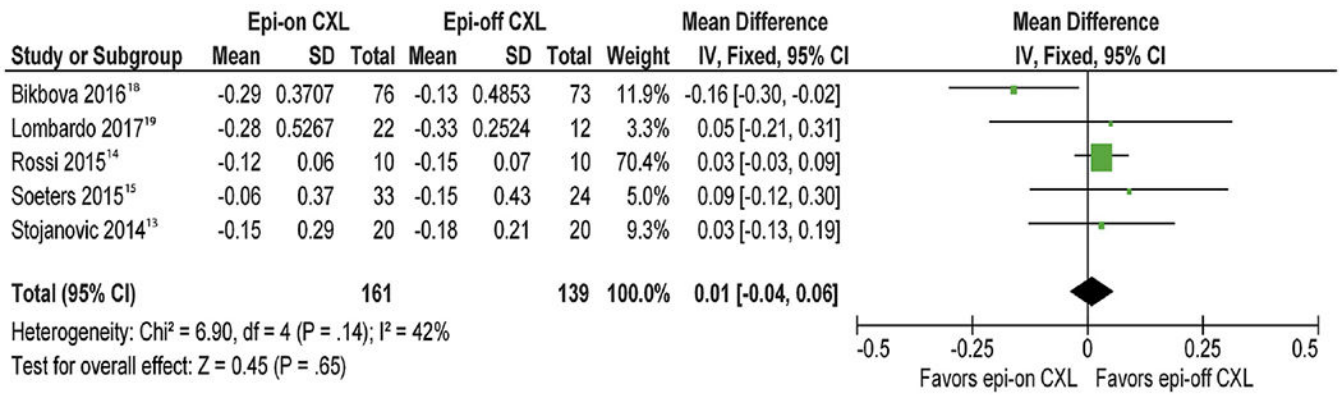 Epi-on CXL Epi-off CXL Mean Difference Mean Difference
Study or Subgroup Mean SD Total Mean SD Total Weight IV, Fixed, 95% CI IV, Fixed, 95% CI
Bikbova 2016¹⁸ -0.29 0.3707 76 -0.13 0.4853 73 11.9% -0.16 [-0.30, -0.02]
Lombardo 2017¹⁹ -0.28 0.5267 22 -0.33 0.2524 12 3.3% 0.05 [-0.21, 0.31]
Rossi 2015¹⁴ -0.12 0.06 10 -0.15 0.07 10 70.4% 0.03 [-0.03, 0.09]
Soeters 2015¹⁵ -0.06 0.37 33 -0.15 0.43 24 5.0% 0.09 [-0.12, 0.30]
Stojanovic 2014¹³ -0.15 0.29 20 -0.18 0.21 20 9.3% 0.03 [-0.13, 0.19]
Total (95% CI) 161 139 100.0% 0.01 [-0.04, 0.06]
Heterogeneity: Chi² = 6.90, df = 4 (P = .14); I² = 42%
Test for overall effect: Z = 0.45 (P = .65)
-0.5 -0.25 0 0.25 0.5
Favors epi-on CXL Favors epi-off CXL